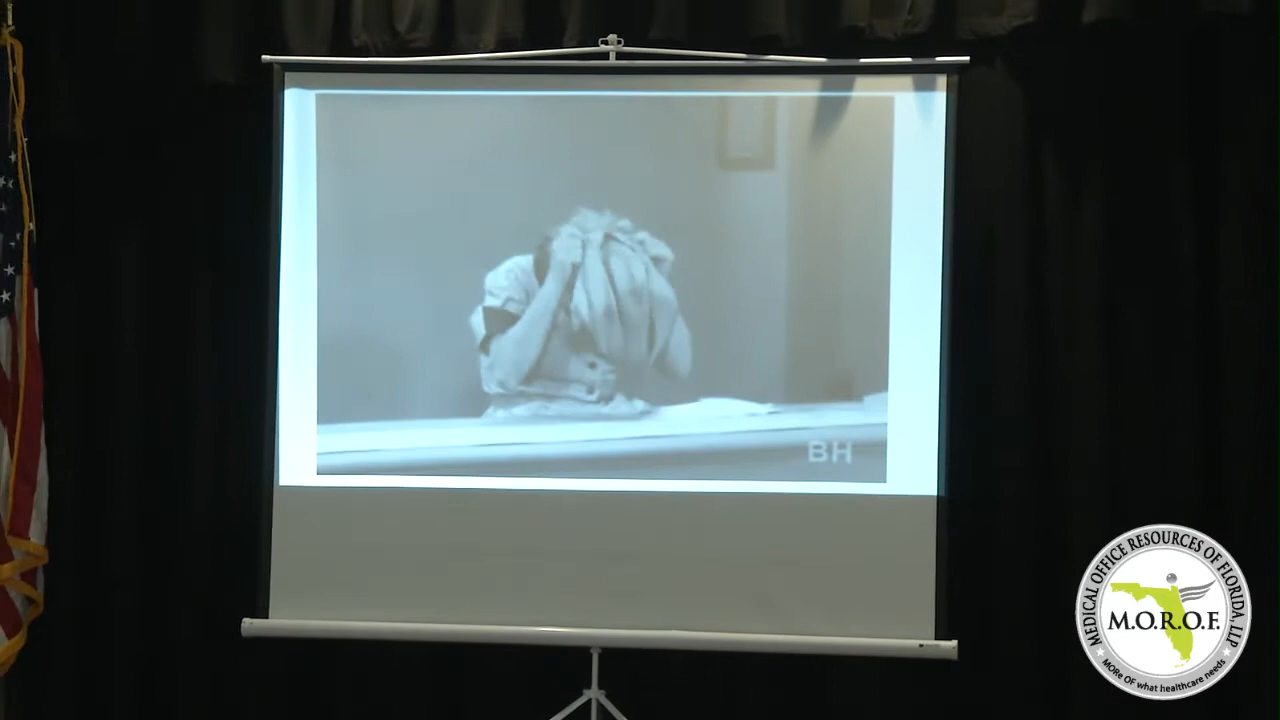 BH
MEDICAL OFFICE RESOURCES OF FLORIDA, LLP
M.O.R.O.F.
MORe OF what healthcare needs